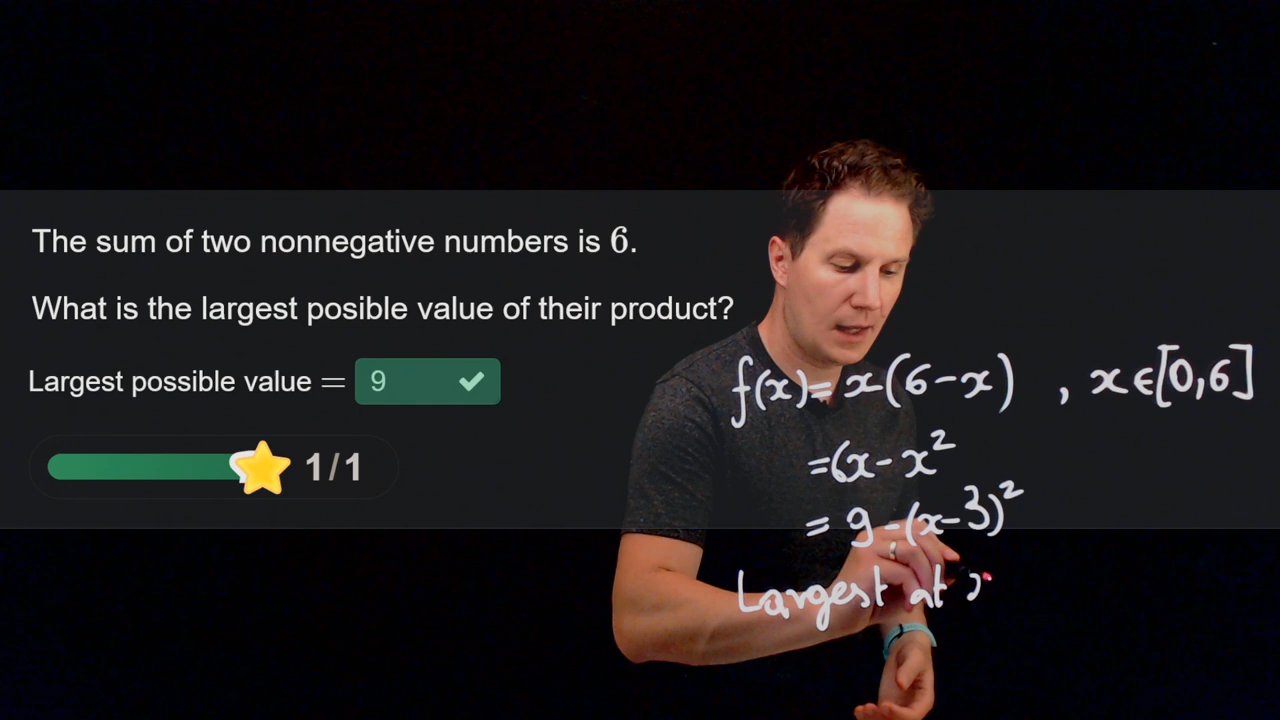 The sum of two nonnegative numbers is 6.
What is the largest posible value of their product?
Largest possible value = 9
1/1
f(x)= x(6-x) , x∈[0,6]
=6x-x²
= 9-(x-3)²
Largest at